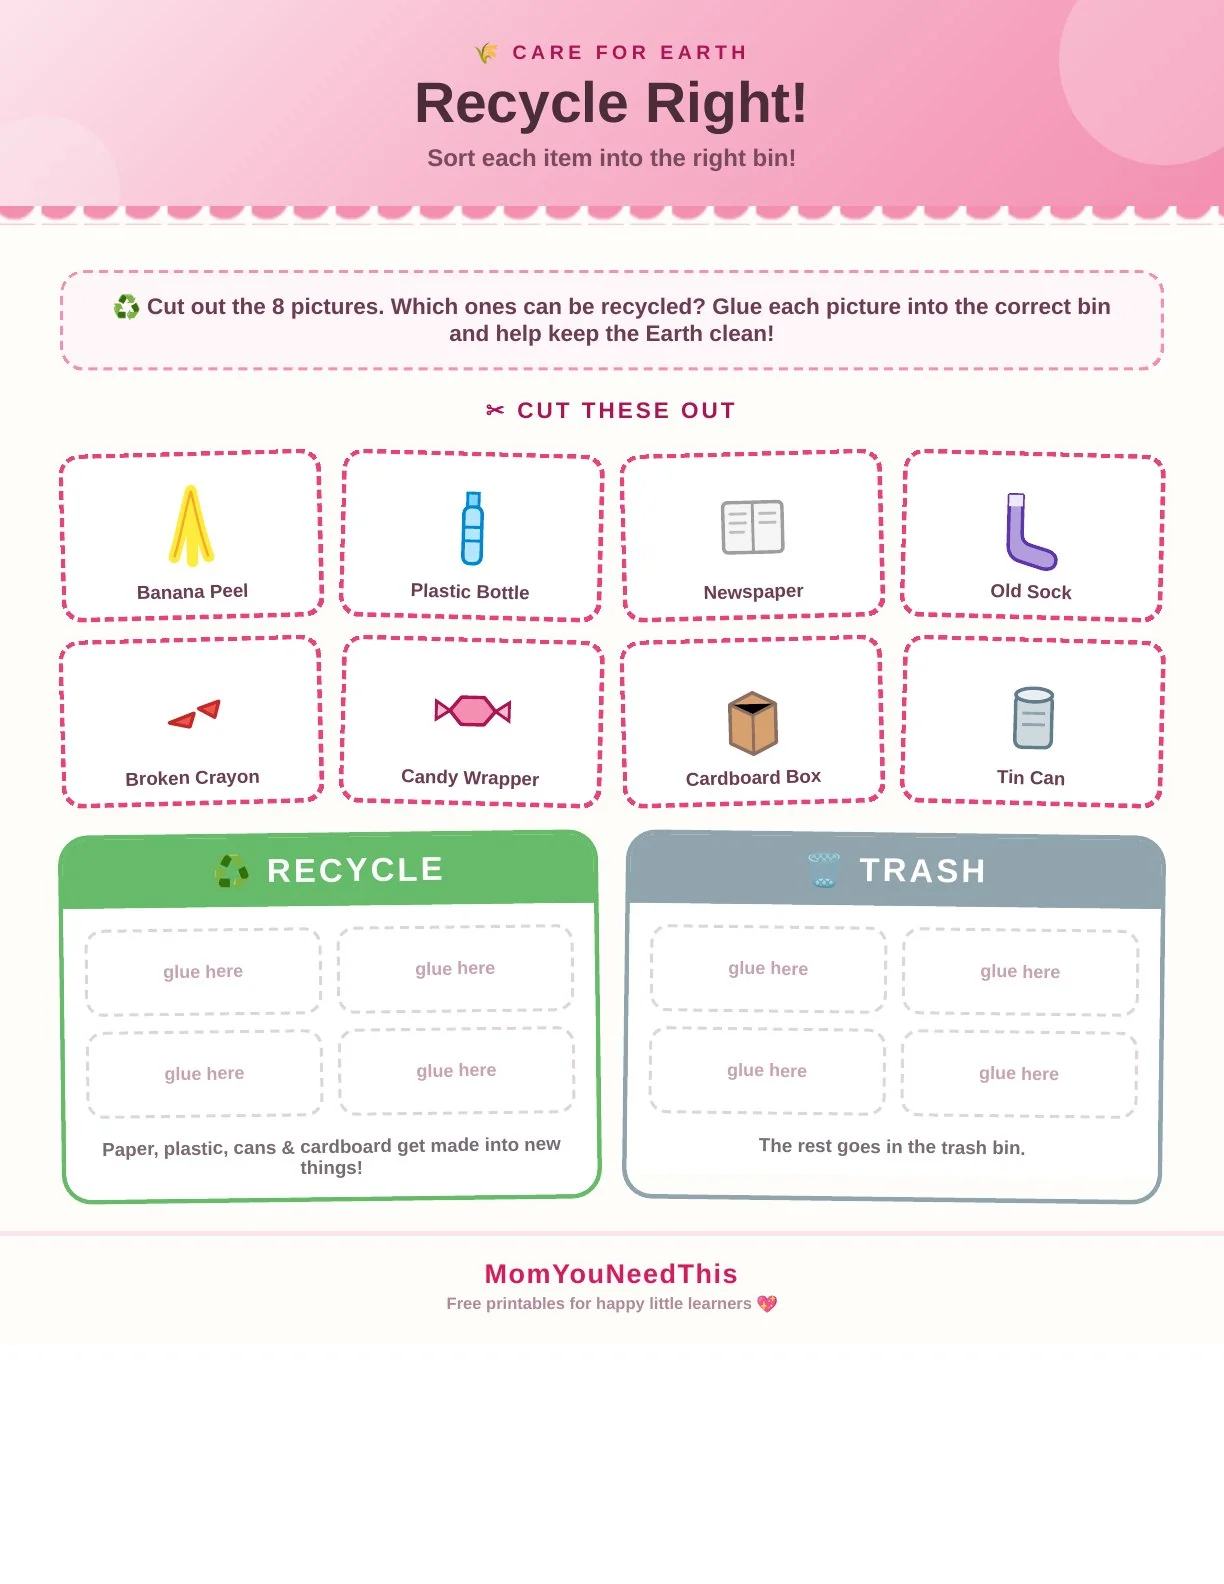 🌾 CARE FOR EARTH
Recycle Right!
Sort each item into the right bin!
♻️ Cut out the 8 pictures. Which ones can be recycled? Glue each picture into the correct bin
and help keep the Earth clean!
✂ CUT THESE OUT
Banana Peel
Plastic Bottle
Newspaper
Old Sock
Broken Crayon
Candy Wrapper
Cardboard Box
Tin Can
♻️ RECYCLE
glue here
glue here
glue here
glue here
Paper, plastic, cans & cardboard get made into new
things!
🗑️ TRASH
glue here
glue here
glue here
glue here
The rest goes in the trash bin.
MomYouNeedThis
Free printables for happy little learners 💖